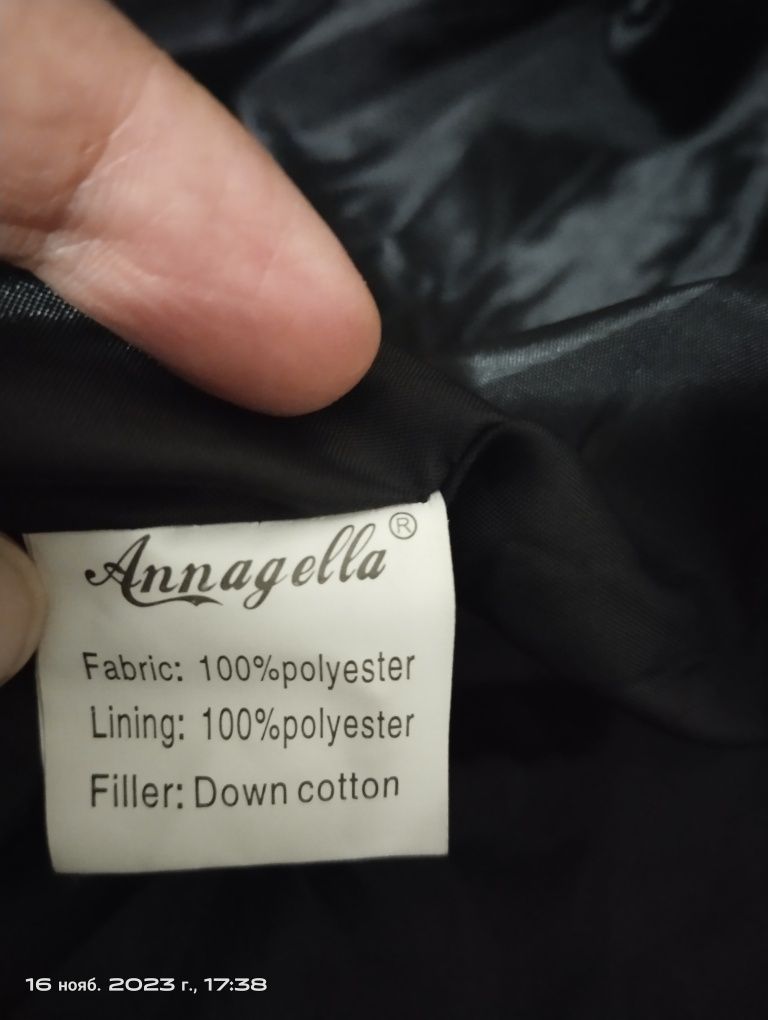 Annagella®
Fabric: 100%polyester
Lining: 100%polyester
Filler: Down cotton
16 нояб. 2023 г., 17:38